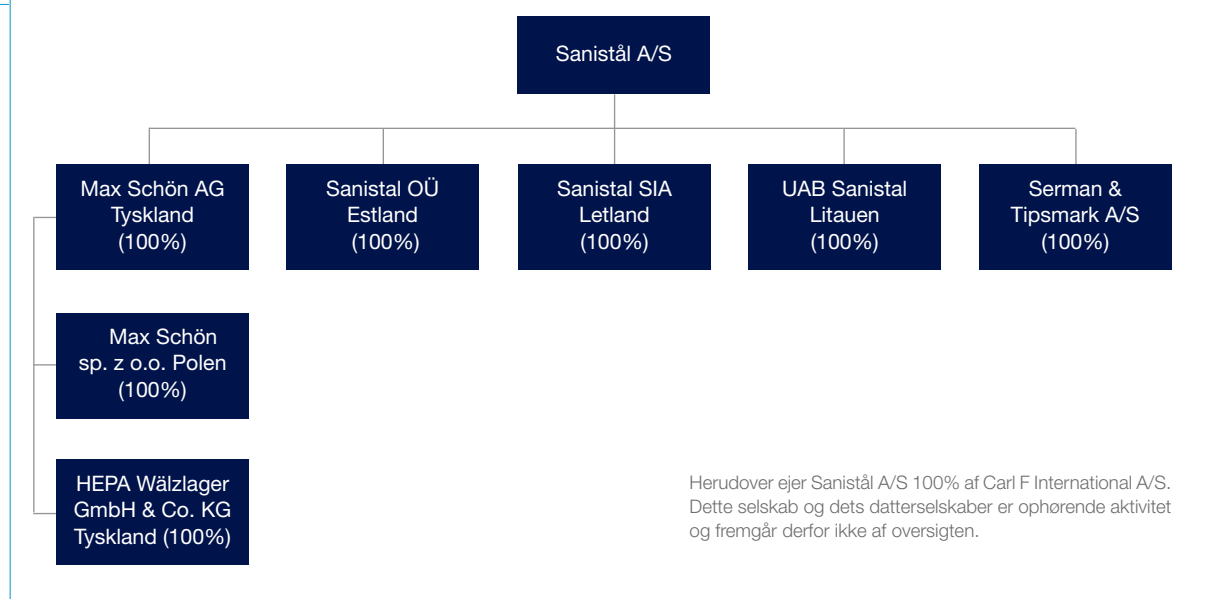 Sanistål A/S
Max Schön AG
Tyskland
(100%)
Sanistal OÜ
Estland
(100%)
Sanistal SIA
Letland
(100%)
UAB Sanistal
Litauen
(100%)
Serman &
Tipsmark A/S
(100%)
Max Schön
sp. z o.o. Polen
(100%)
HEPA Wälzlager
GmbH & Co. KG
Tyskland (100%)
Herudover ejer Sanistål A/S 100% af Carl F International A/S.
Dette selskab og dets datterselskaber er ophørende aktivitet
og fremgår derfor ikke af oversigten.